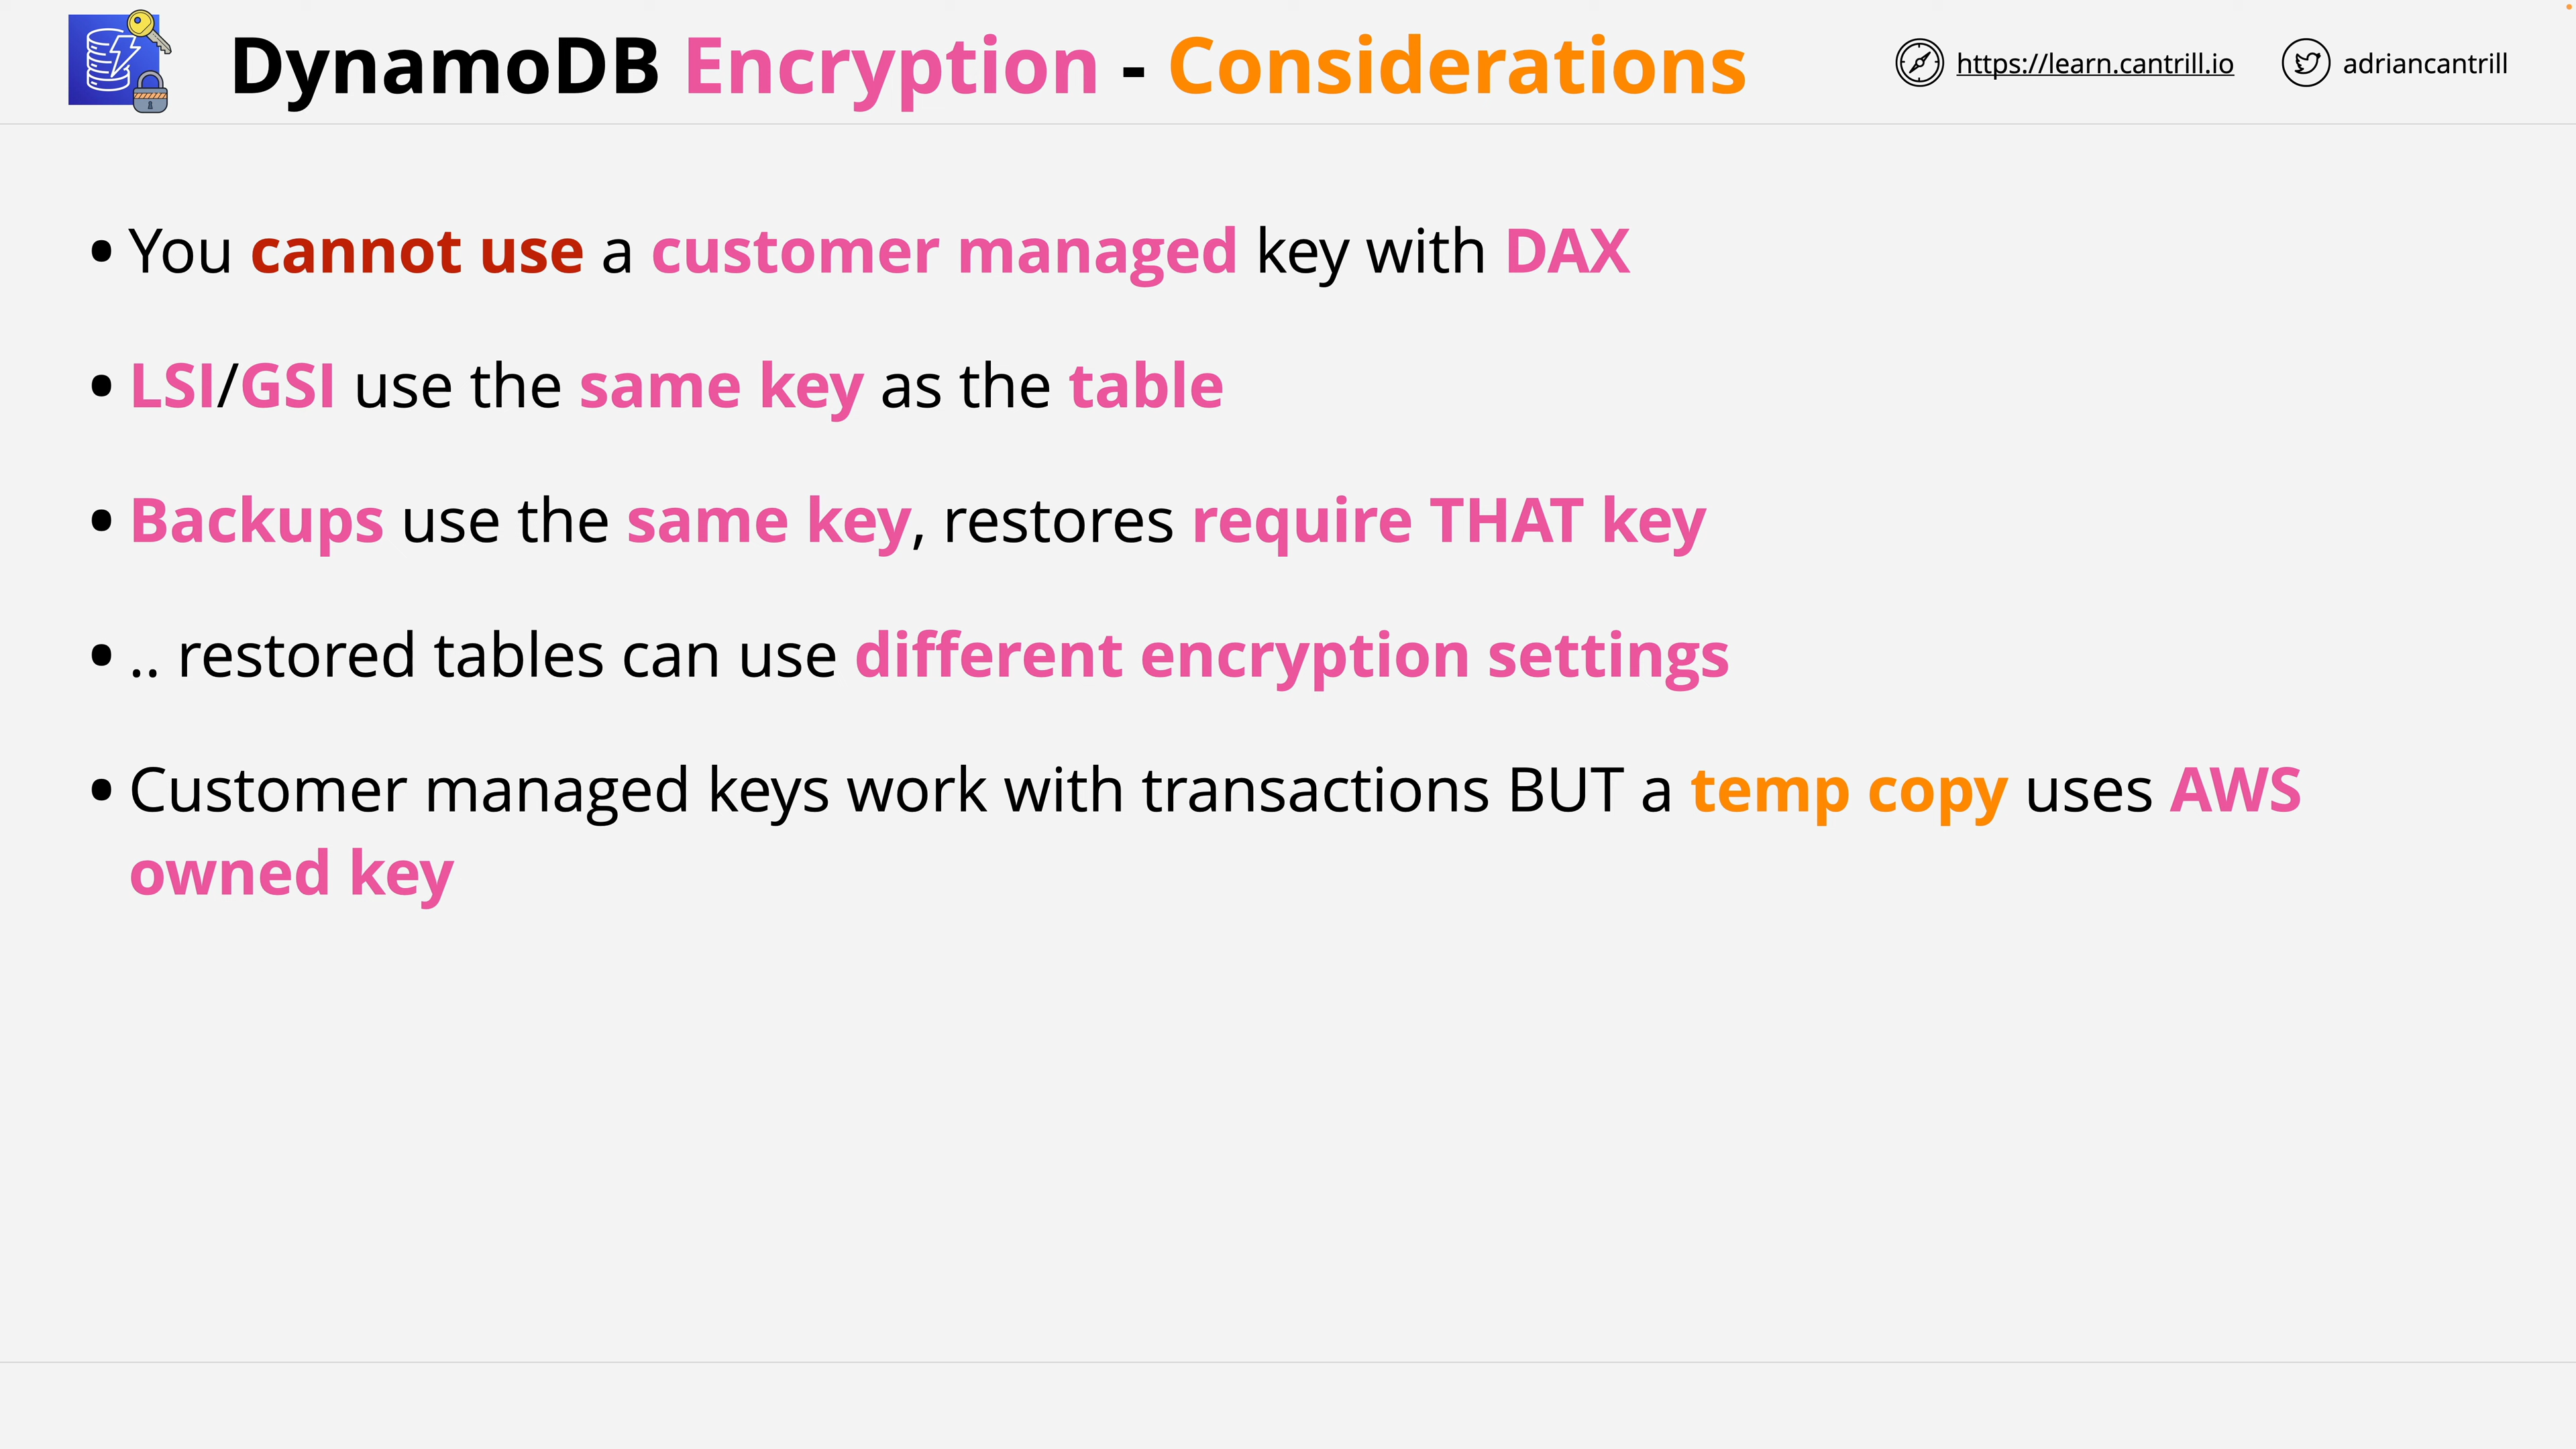 DynamoDB Encryption - Considerations
https://learn.cantrill.io
adriancantrill
• You cannot use a customer managed key with DAX
• LSI/GSI use the same key as the table
• Backups use the same key, restores require THAT key
• .. restored tables can use different encryption settings
• Customer managed keys work with transactions BUT a temp copy uses AWS
owned key